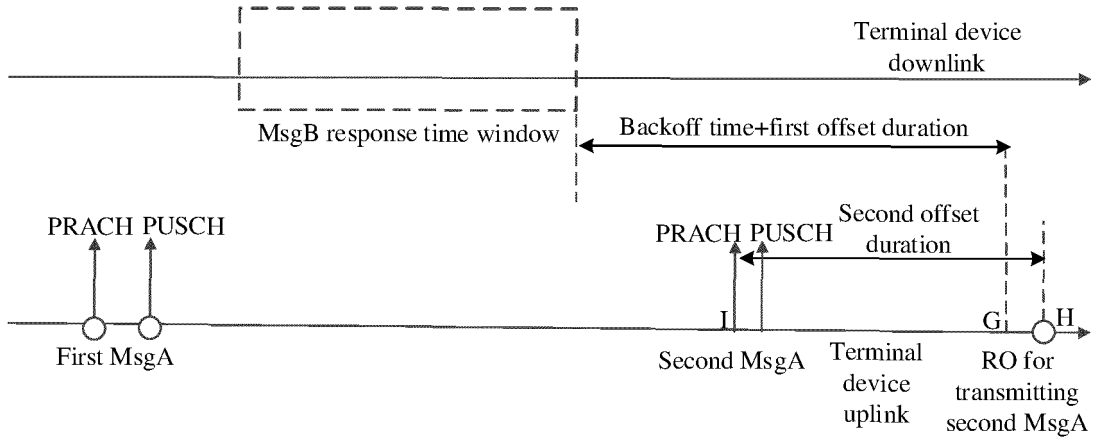 Terminal device
downlink
MsgB response time window
Backoff time+first offset duration
PRACH PUSCH
PRACH PUSCH
Second offset
duration
I
G
H
First MsgA
Second MsgA
Terminal
device
uplink
RO for
transmitting
second MsgA